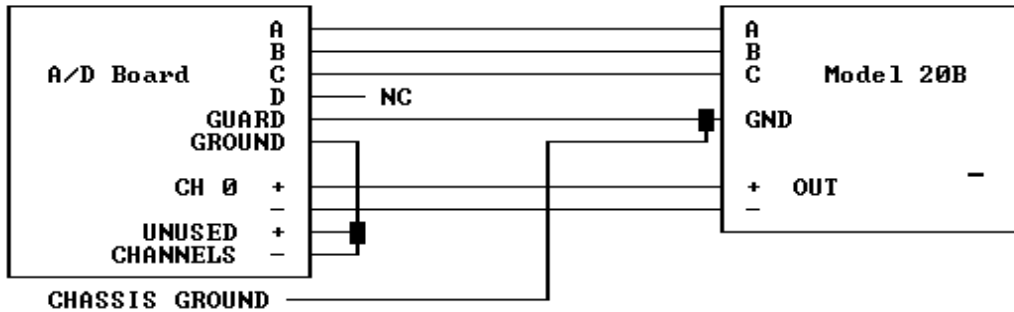 A A
B B
A/D Board C C Model 20B
D NC
GUARD GND
GROUND
CH 0 + + OUT -
- -
UNUSED +
CHANNELS -
CHASSIS GROUND